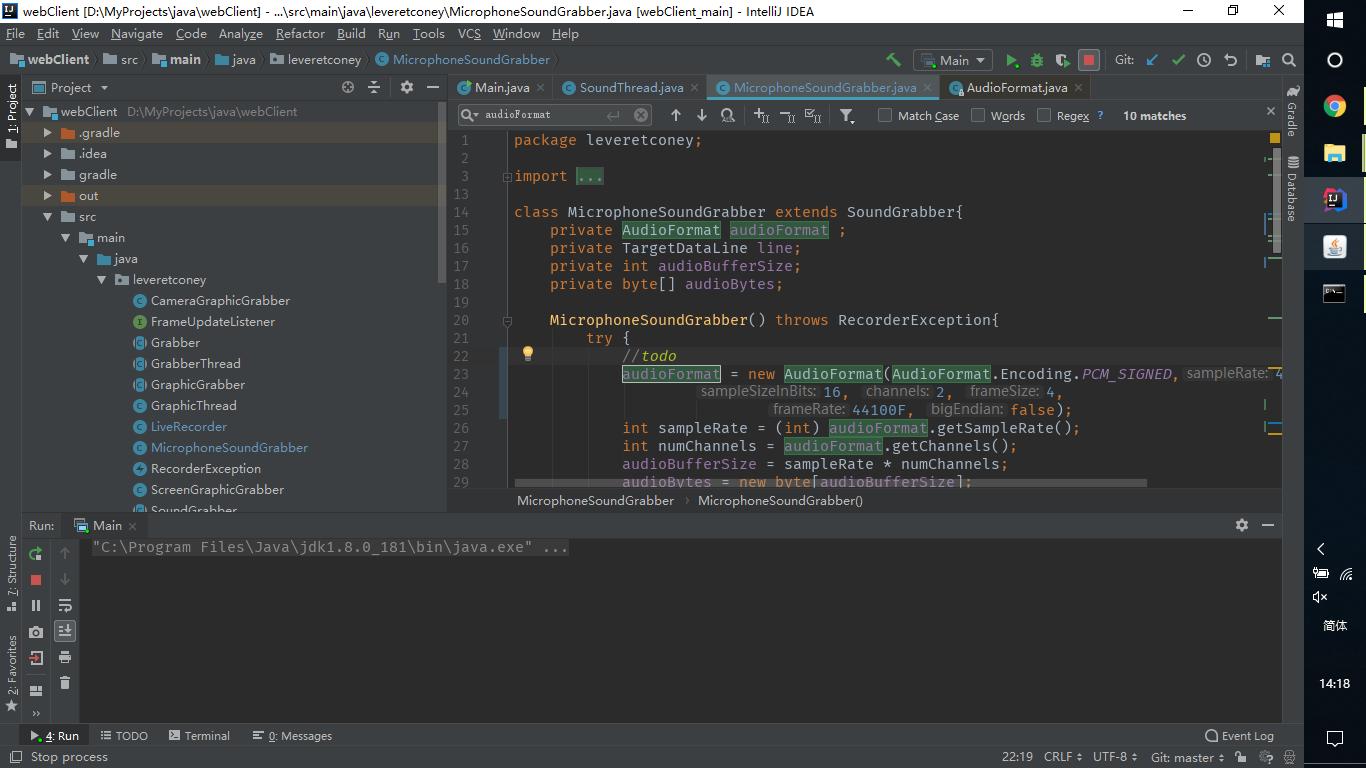 webClient [D:\MyProjects\java\webClient] - ...\src\main\java\leveretconey\MicrophoneSoundGrabber.java [webClient_main] - IntelliJ IDEA
File Edit View Navigate Code Analyze Refactor Build Run Tools VCS Window Help
webClient src main java leveretconey MicrophoneSoundGrabber Main Git:
Project Main.java SoundThread.java MicrophoneSoundGrabber.java AudioFormat.java
audioFormat Match Case Words Regex ? 10 matches
1: Project
webClient D:\MyProjects\java\webClient
.gradle
.idea
gradle
out
src
main
java
leveretconey
CameraGraphicGrabber
FrameUpdateListener
Grabber
GrabberThread
GraphicGrabber
GraphicThread
LiveRecorder
MicrophoneSoundGrabber
RecorderException
ScreenGraphicGrabber
SoundGrabber
1 package leveretconey;
2
3 import ...
13
14 class MicrophoneSoundGrabber extends SoundGrabber{
15 private AudioFormat audioFormat ;
16 private TargetDataLine line;
17 private int audioBufferSize;
18 private byte[] audioBytes;
19
20 MicrophoneSoundGrabber() throws RecorderException{
21 try {
22 //todo
23 audioFormat = new AudioFormat(AudioFormat.Encoding.PCM_SIGNED, sampleRate: 4
24 sampleSizeInBits: 16, channels: 2, frameSize: 4,
25 frameRate: 44100F, bigEndian: false);
26 int sampleRate = (int) audioFormat.getSampleRate();
27 int numChannels = audioFormat.getChannels();
28 audioBufferSize = sampleRate * numChannels;
29 audioBytes = new byte[audioBufferSize];
MicrophoneSoundGrabber MicrophoneSoundGrabber()
Gradle
Database
Run: Main
"C:\Program Files\Java\jdk1.8.0_181\bin\java.exe" ...
7: Structure
2: Favorites
4: Run TODO Terminal 0: Messages Event Log
Stop process 22:19 CRLF UTF-8 Git: master
简体
14:18